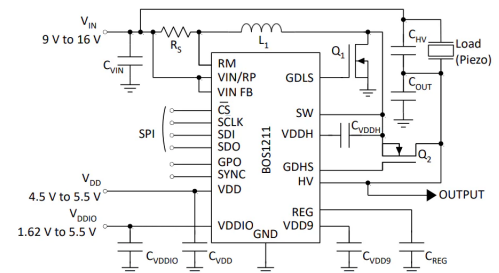 V_IN
9 V to 16 V
R_S
L_1
Q_1
C_HV
Load
(Piezo)
C_VIN
RM
VIN/RP
VIN FB
GDLS
C_OUT
SPI
CS
SCLK
SDI
SDO
GPO
SYNC
BOS1211
SW
VDDH
C_VDDH
Q_2
GDHS
HV
OUTPUT
V_DD
4.5 V to 5.5 V
VDD
V_DDIO
1.62 V to 5.5 V
VDDIO
GND
REG
VDD9
C_VDDIO
C_VDD
C_VDD9
C_REG